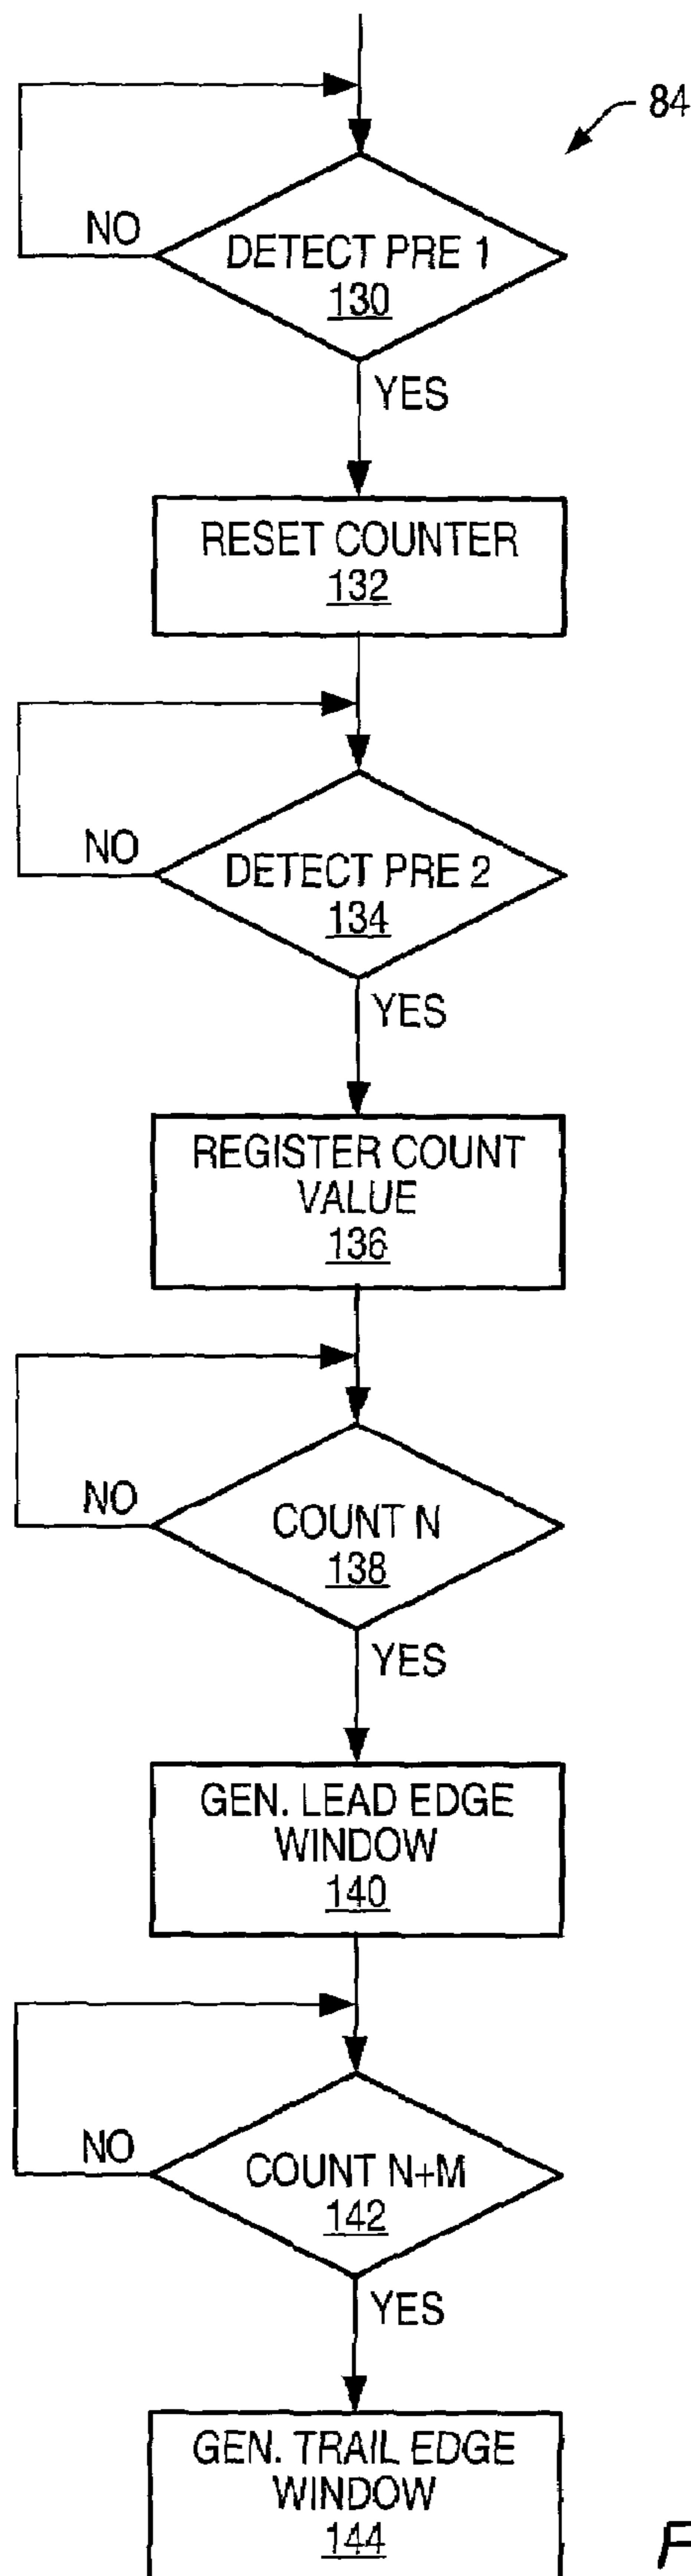 84
DETECT PRE 1
130
NO
YES
RESET COUNTER
132
DETECT PRE 2
134
NO
YES
REGISTER COUNT
VALUE
136
COUNT N
138
NO
YES
GEN. LEAD EDGE
WINDOW
140
COUNT N+M
142
NO
YES
GEN. TRAIL EDGE
WINDOW
144
F